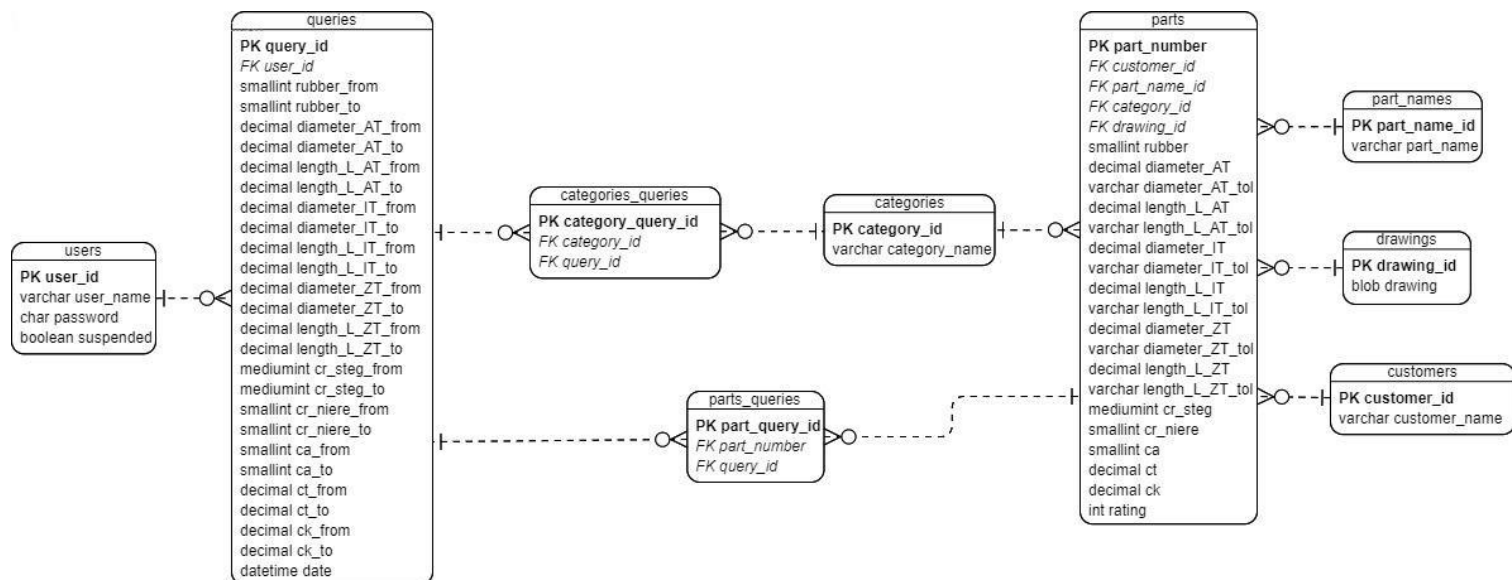 queries
PK query_id
FK user_id
smallint rubber_from
smallint rubber_to
decimal diameter_AT_from
decimal diameter_AT_to
decimal length_L_AT_from
decimal length_L_AT_to
decimal diameter_IT_from
decimal diameter_IT_to
decimal length_L_IT_from
decimal length_L_IT_to
decimal diameter_ZT_from
decimal diameter_ZT_to
decimal length_L_ZT_from
decimal length_L_ZT_to
mediumint cr_steg_from
mediumint cr_steg_to
smallint cr_niere_from
smallint cr_niere_to
smallint ca_from
smallint ca_to
decimal ct_from
decimal ct_to
decimal ck_from
decimal ck_to
datetime date
users
PK user_id
varchar user_name
char password
boolean suspended
categories_queries
PK category_query_id
FK category_id
FK query_id
categories
PK category_id
varchar category_name
parts_queries
PK part_query_id
FK part_number
FK query_id
parts
PK part_number
FK customer_id
FK part_name_id
FK category_id
FK drawing_id
smallint rubber
decimal diameter_AT
varchar diameter_AT_tol
decimal length_L_AT
varchar length_L_AT_tol
decimal diameter_IT
varchar diameter_IT_tol
decimal length_L_IT
varchar length_L_IT_tol
decimal diameter_ZT
varchar diameter_ZT_tol
decimal length_L_ZT
varchar length_L_ZT_tol
mediumint cr_steg
smallint cr_niere
smallint ca
decimal ct
decimal ck
int rating
part_names
PK part_name_id
varchar part_name
drawings
PK drawing_id
blob drawing
customers
PK customer_id
varchar customer_name